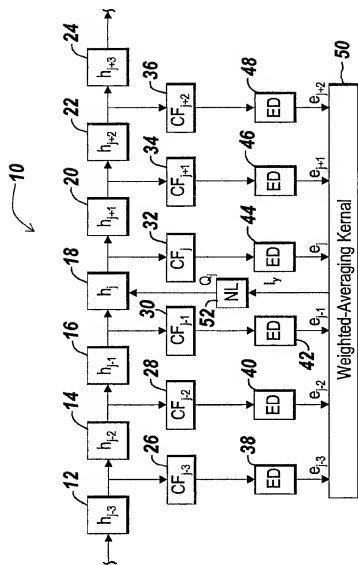 10
12
14
16
18
20
22
24
h_{j-3}
h_{j-2}
h_{j-1}
h_j
h_{j+1}
h_{j+2}
h_{j+3}
26
28
30
32
34
36
CF_{j-3}
CF_{j-2}
CF_{j-1}
CF_j
CF_{j+1}
CF_{j+2}
Q_j
52
NL
I_y
38
40
42
44
46
48
ED
ED
ED
ED
ED
ED
e_{j-3}
e_{j-2}
e_{j-1}
e_j
e_{j+1}
e_{j+2}
50
Weighted-Averaging Kernal